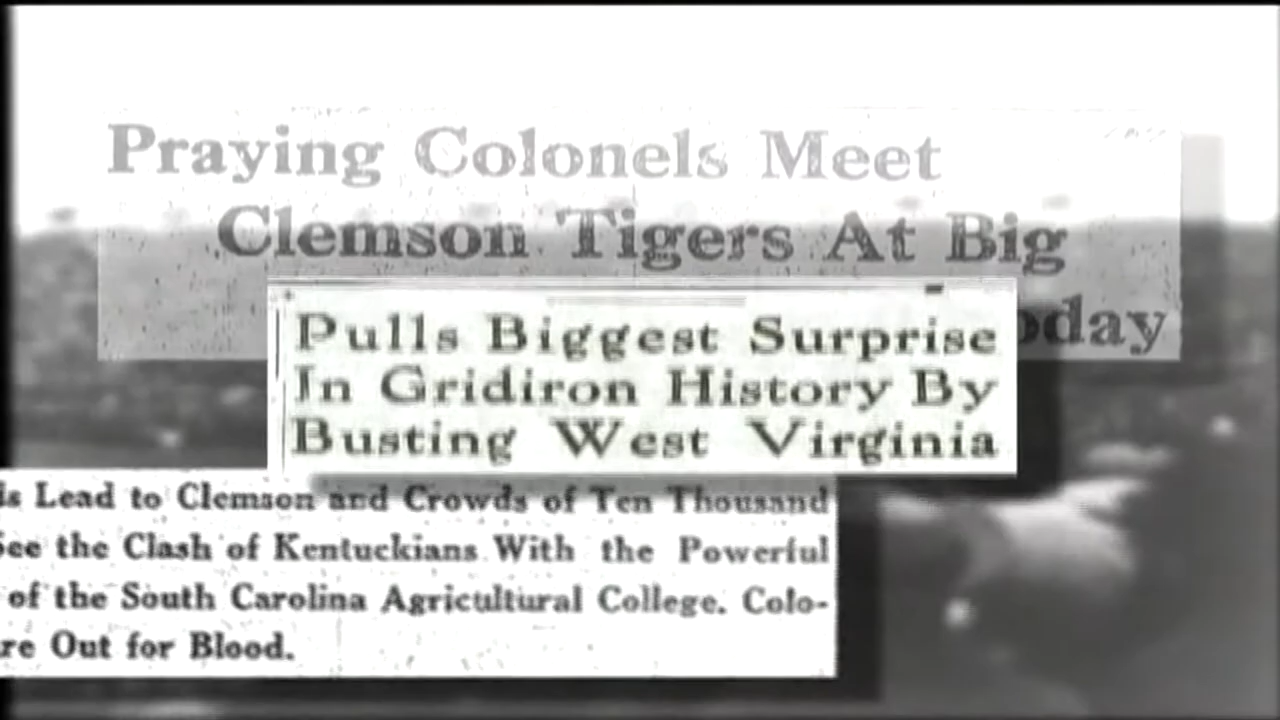 Praying Colonels Meet
Clemson Tigers At Big
Pulls Biggest Surprise
In Gridiron History By
Busting West Virginia
Lead to Clemson and Crowds of Ten Thousand
See the Clash of Kentuckians With the Powerful
of the South Carolina Agricultural College. Colo-
Out for Blood.